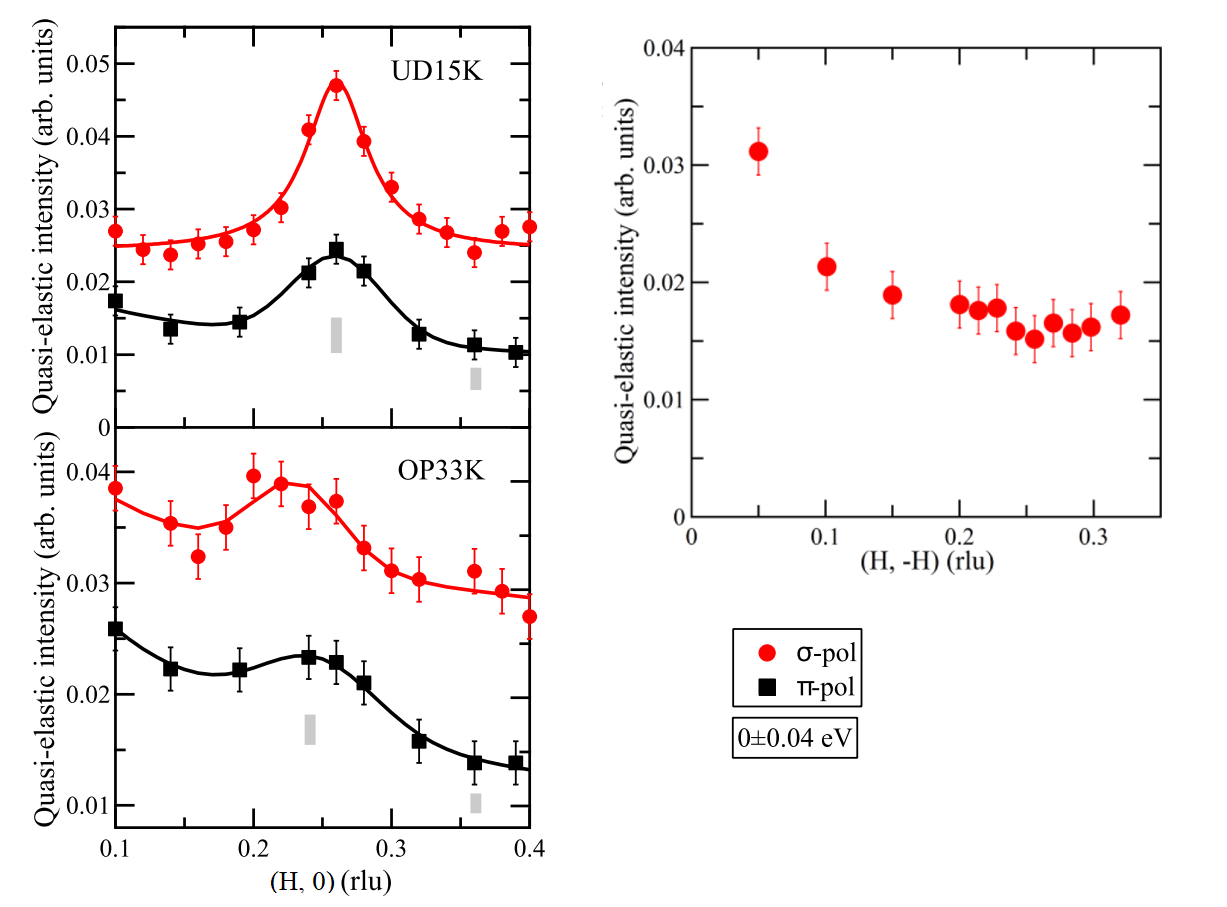 Quasi-elastic intensity (arb. units)
0.05
0.04
0.03
0.02
0.01
0
UD15K
Quasi-elastic intensity (arb. units)
0.04
0.03
0.02
0.01
OP33K
0.1 0.2 0.3 0.4
(H, 0) (rlu)
Quasi-elastic intensity (arb. units)
0.04
0.03
0.02
0.01
0
0 0.1 0.2 0.3
(H, -H) (rlu)
σ-pol
π-pol
0±0.04 eV